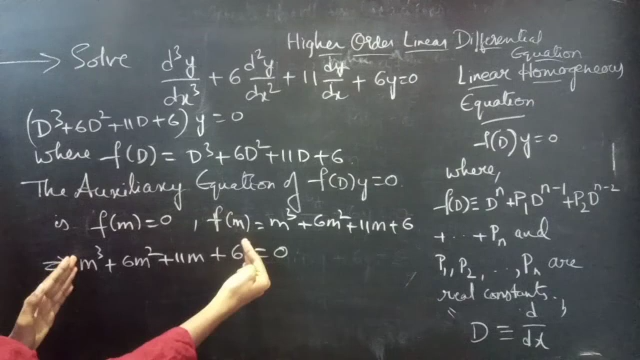 Higher Order Linear Differential Equation
→ Solve d³y/dx³ + 6 d²y/dx² + 11 dy/dx + 6y = 0
(D³+6D²+11D+6) y = 0
where f(D) = D³+6D²+11D+6.
The Auxiliary Equation of f(D)y=0.
is f(m)=0 , f(m) = m³+6m²+11m+6
⇒ m³+6m²+11m+6=0
Linear Homogeneous
Equation
f(D)y=0
where,
f(D) ≡ Dⁿ+P₁Dⁿ⁻¹+P₂Dⁿ⁻²
+ ... + Pₙ and
P₁, P₂, ..., Pₙ are
real constants.
" D ≡ d/dx "